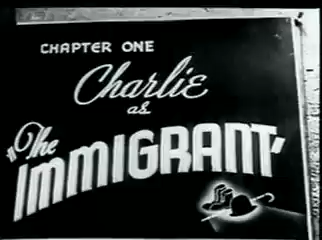 CHAPTER ONE
Charlie
as
"The
IMMIGRANT"